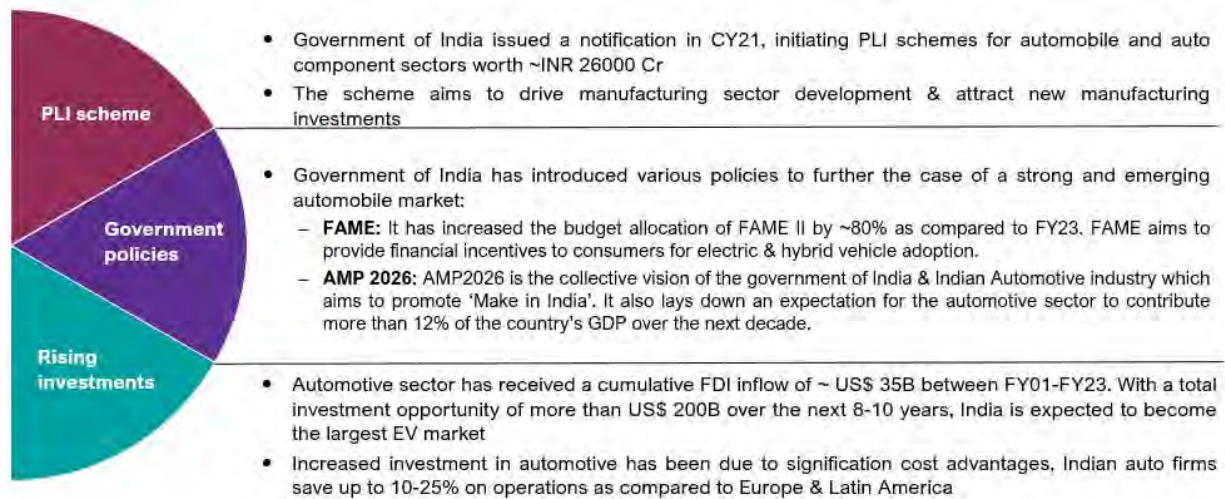 PLI scheme
• Government of India issued a notification in CY21, initiating PLI schemes for automobile and auto
component sectors worth ~INR 26000 Cr
• The scheme aims to drive manufacturing sector development & attract new manufacturing
investments
Government
policies
• Government of India has introduced various policies to further the case of a strong and emerging
automobile market:
– FAME: It has increased the budget allocation of FAME II by ~80% as compared to FY23. FAME aims to
provide financial incentives to consumers for electric & hybrid vehicle adoption.
– AMP 2026: AMP2026 is the collective vision of the government of India & Indian Automotive industry which
aims to promote ‘Make in India’. It also lays down an expectation for the automotive sector to contribute
more than 12% of the country’s GDP over the next decade.
Rising
investments
• Automotive sector has received a cumulative FDI inflow of ~ US$ 35B between FY01-FY23. With a total
investment opportunity of more than US$ 200B over the next 8-10 years, India is expected to become
the largest EV market
• Increased investment in automotive has been due to signification cost advantages, Indian auto firms
save up to 10-25% on operations as compared to Europe & Latin America